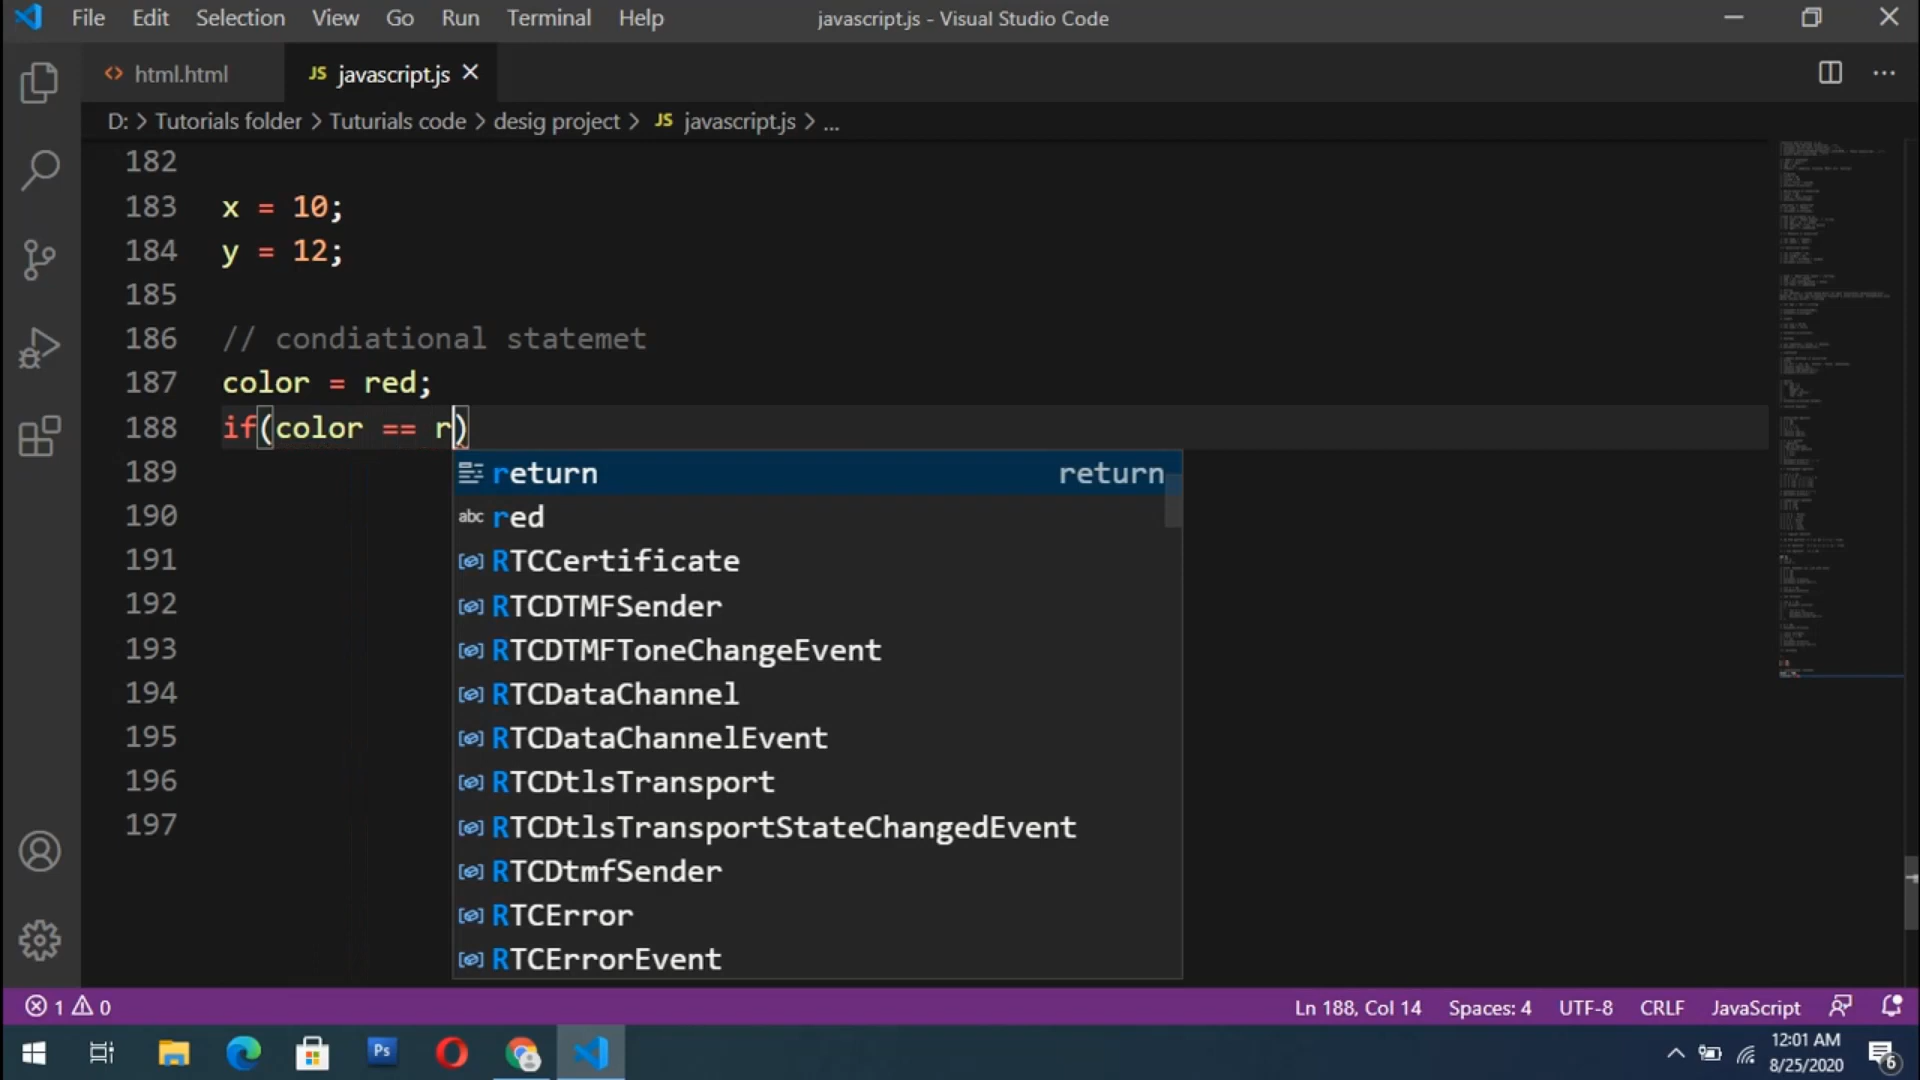 File Edit Selection View Go Run Terminal Help javascript.js - Visual Studio Code
html.html JS javascript.js
D: > Tutorials folder > Tuturials code > desig project > JS javascript.js > ...
182
183 x = 10;
184 y = 12;
185
186 // condiational statemet
187 color = red;
188 if(color == r)
189 return return
190 abc red
191 RTCCertificate
192 RTCDTMFSender
193 RTCDTMFToneChangeEvent
194 RTCDataChannel
195 RTCDataChannelEvent
196 RTCDtlsTransport
197 RTCDtlsTransportStateChangedEvent
RTCDtmfSender
RTCError
RTCErrorEvent
1 0 Ln 188, Col 14 Spaces: 4 UTF-8 CRLF JavaScript
Ps 12:01 AM
8/25/2020 6